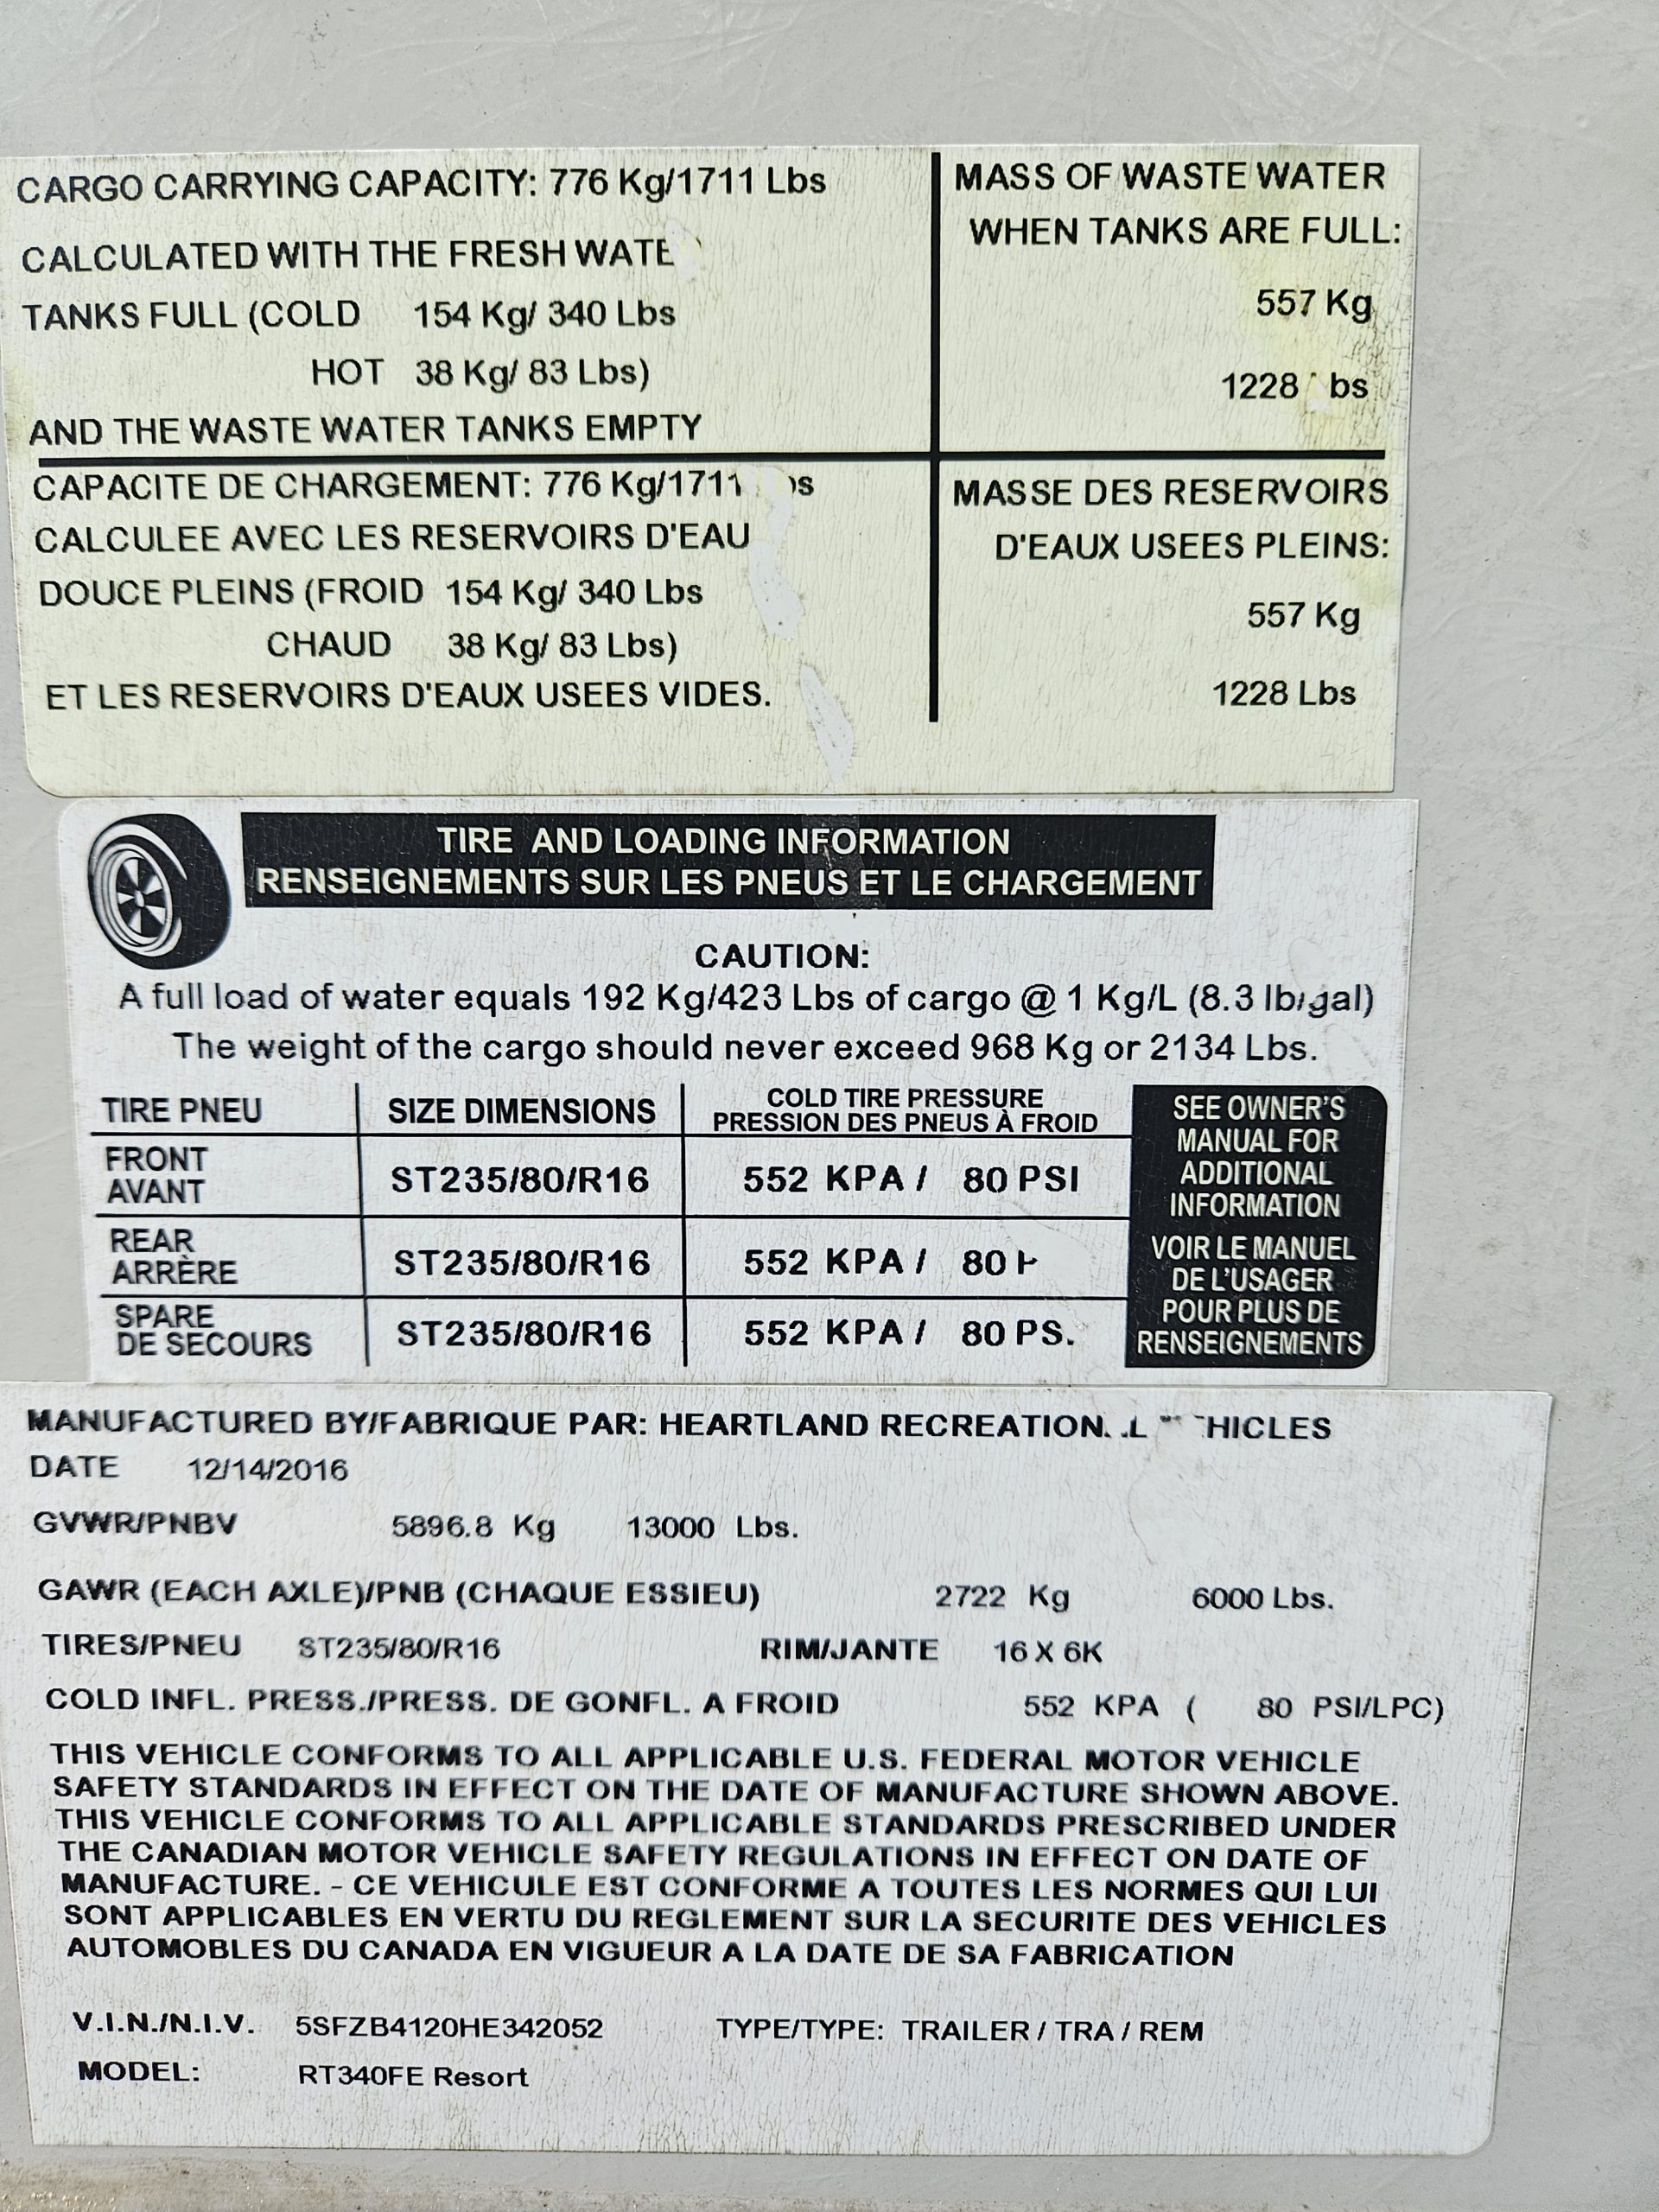 CARGO CARRYING CAPACITY: 776 Kg/1711 Lbs
CALCULATED WITH THE FRESH WATE
TANKS FULL (COLD 154 Kg/ 340 Lbs
HOT 38 Kg/ 83 Lbs)
AND THE WASTE WATER TANKS EMPTY
MASS OF WASTE WATER
WHEN TANKS ARE FULL:
557 Kg
1228 bs
CAPACITE DE CHARGEMENT: 776 Kg/1711 s
CALCULEE AVEC LES RESERVOIRS D'EAU
DOUCE PLEINS (FROID 154 Kg/ 340 Lbs
CHAUD 38 Kg/ 83 Lbs)
ET LES RESERVOIRS D'EAUX USEES VIDES.
MASSE DES RESERVOIRS
D'EAUX USEES PLEINS:
557 Kg
1228 Lbs
TIRE AND LOADING INFORMATION
RENSEIGNEMENTS SUR LES PNEUS ET LE CHARGEMENT
CAUTION:
A full load of water equals 192 Kg/423 Lbs of cargo @ 1 Kg/L (8.3 lb/gal)
The weight of the cargo should never exceed 968 Kg or 2134 Lbs.
TIRE PNEU SIZE DIMENSIONS COLD TIRE PRESSURE
PRESSION DES PNEUS À FROID
FRONT
AVANT ST235/80/R16 552 KPA / 80 PSI
REAR
ARRÈRE ST235/80/R16 552 KPA / 80
SPARE
DE SECOURS ST235/80/R16 552 KPA / 80 PS
SEE OWNER'S
MANUAL FOR
ADDITIONAL
INFORMATION
VOIR LE MANUEL
DE L'USAGER
POUR PLUS DE
RENSEIGNEMENTS
MANUFACTURED BY/FABRIQUE PAR: HEARTLAND RECREATION L HICLES
DATE 12/14/2016
GVWR/PNBV 5896.8 Kg 13000 Lbs.
GAWR (EACH AXLE)/PNB (CHAQUE ESSIEU) 2722 Kg 6000 Lbs.
TIRES/PNEU ST235/80/R16 RIM/JANTE 16 X 6K
COLD INFL. PRESS./PRESS. DE GONFL. A FROID 552 KPA ( 80 PSI/LPC)
THIS VEHICLE CONFORMS TO ALL APPLICABLE U.S. FEDERAL MOTOR VEHICLE
SAFETY STANDARDS IN EFFECT ON THE DATE OF MANUFACTURE SHOWN ABOVE.
THIS VEHICLE CONFORMS TO ALL APPLICABLE STANDARDS PRESCRIBED UNDER
THE CANADIAN MOTOR VEHICLE SAFETY REGULATIONS IN EFFECT ON DATE OF
MANUFACTURE. - CE VEHICULE EST CONFORME A TOUTES LES NORMES QUI LUI
SONT APPLICABLES EN VERTU DU REGLEMENT SUR LA SECURITE DES VEHICLES
AUTOMOBLES DU CANADA EN VIGUEUR A LA DATE DE SA FABRICATION
V.I.N./N.I.V. 5SFZB4120HE342052 TYPE/TYPE: TRAILER / TRA / REM
MODEL: RT340FE Resort